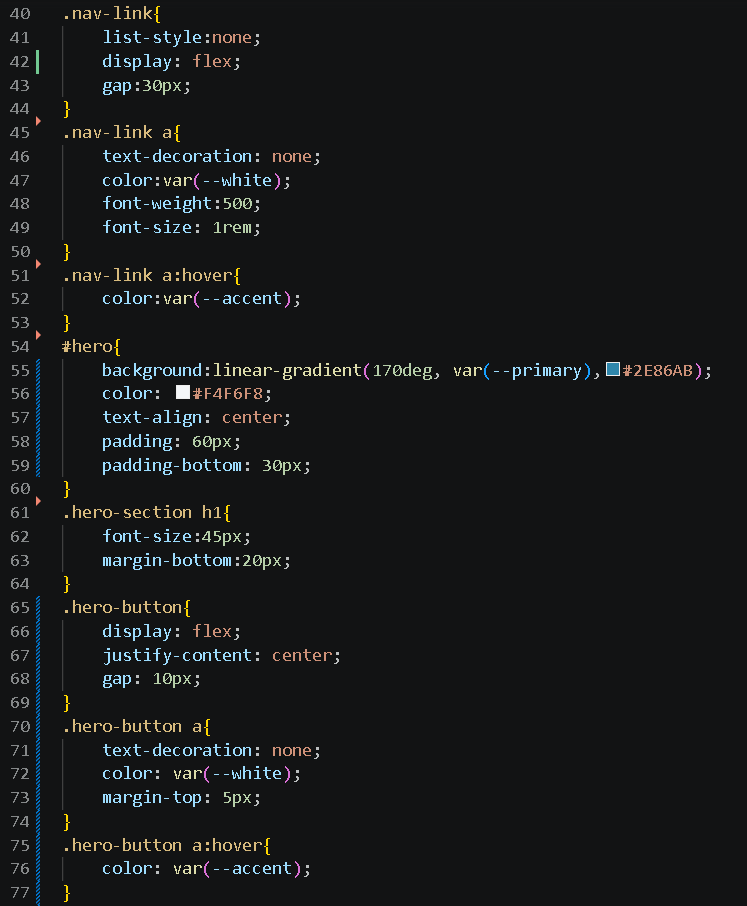 40 .nav-link{
41     list-style:none;
42     display: flex;
43     gap:30px;
44 }
45 .nav-link a{
46     text-decoration: none;
47     color:var(--white);
48     font-weight:500;
49     font-size: 1rem;
50 }
51 .nav-link a:hover{
52     color:var(--accent);
53 }
54 #hero{
55     background:linear-gradient(170deg, var(--primary),#2E86AB);
56     color: #F4F6F8;
57     text-align: center;
58     padding: 60px;
59     padding-bottom: 30px;
60 }
61 .hero-section h1{
62     font-size:45px;
63     margin-bottom:20px;
64 }
65 .hero-button{
66     display: flex;
67     justify-content: center;
68     gap: 10px;
69 }
70 .hero-button a{
71     text-decoration: none;
72     color: var(--white);
73     margin-top: 5px;
74 }
75 .hero-button a:hover{
76     color: var(--accent);
77 }